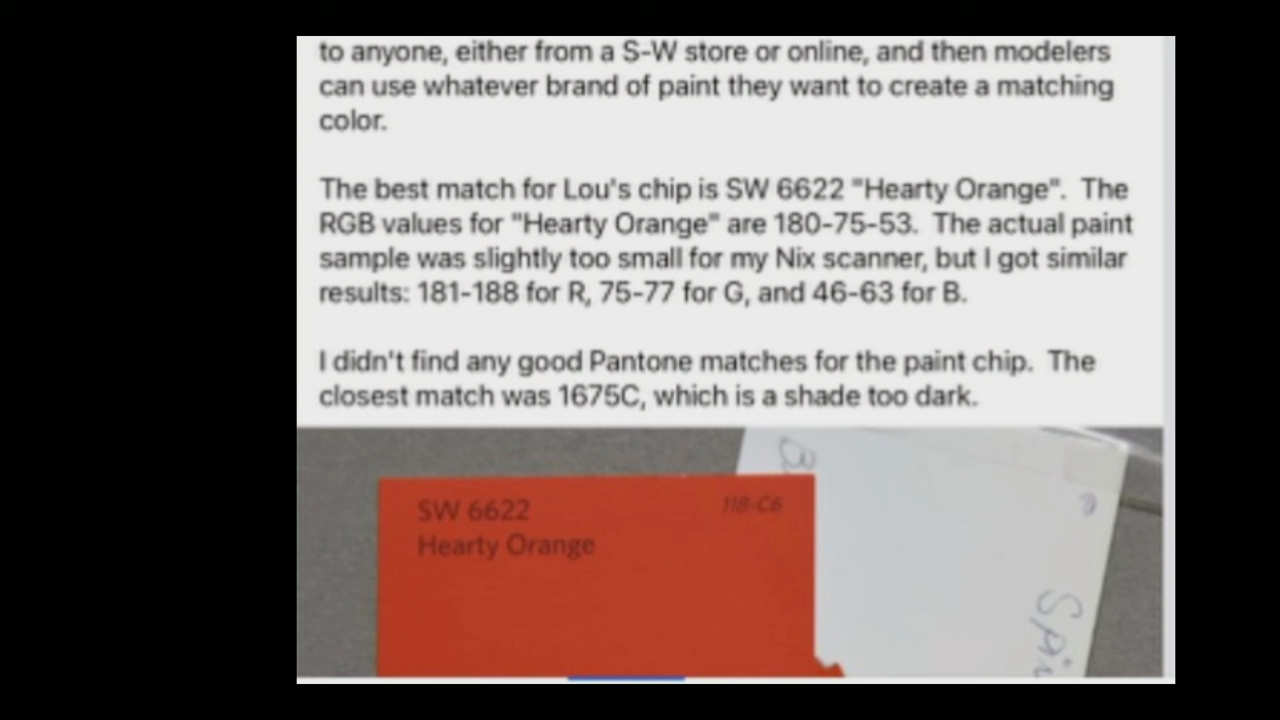 to anyone, either from a S-W store or online, and then modelers
can use whatever brand of paint they want to create a matching
color.
The best match for Lou's chip is SW 6622 "Hearty Orange".  The
RGB values for "Hearty Orange" are 180-75-53.  The actual paint
sample was slightly too small for my Nix scanner, but I got similar
results: 181-188 for R, 75-77 for G, and 46-63 for B.
I didn't find any good Pantone matches for the paint chip.  The
closest match was 1675C, which is a shade too dark.
SW 6622
118-C6
Hearty Orange